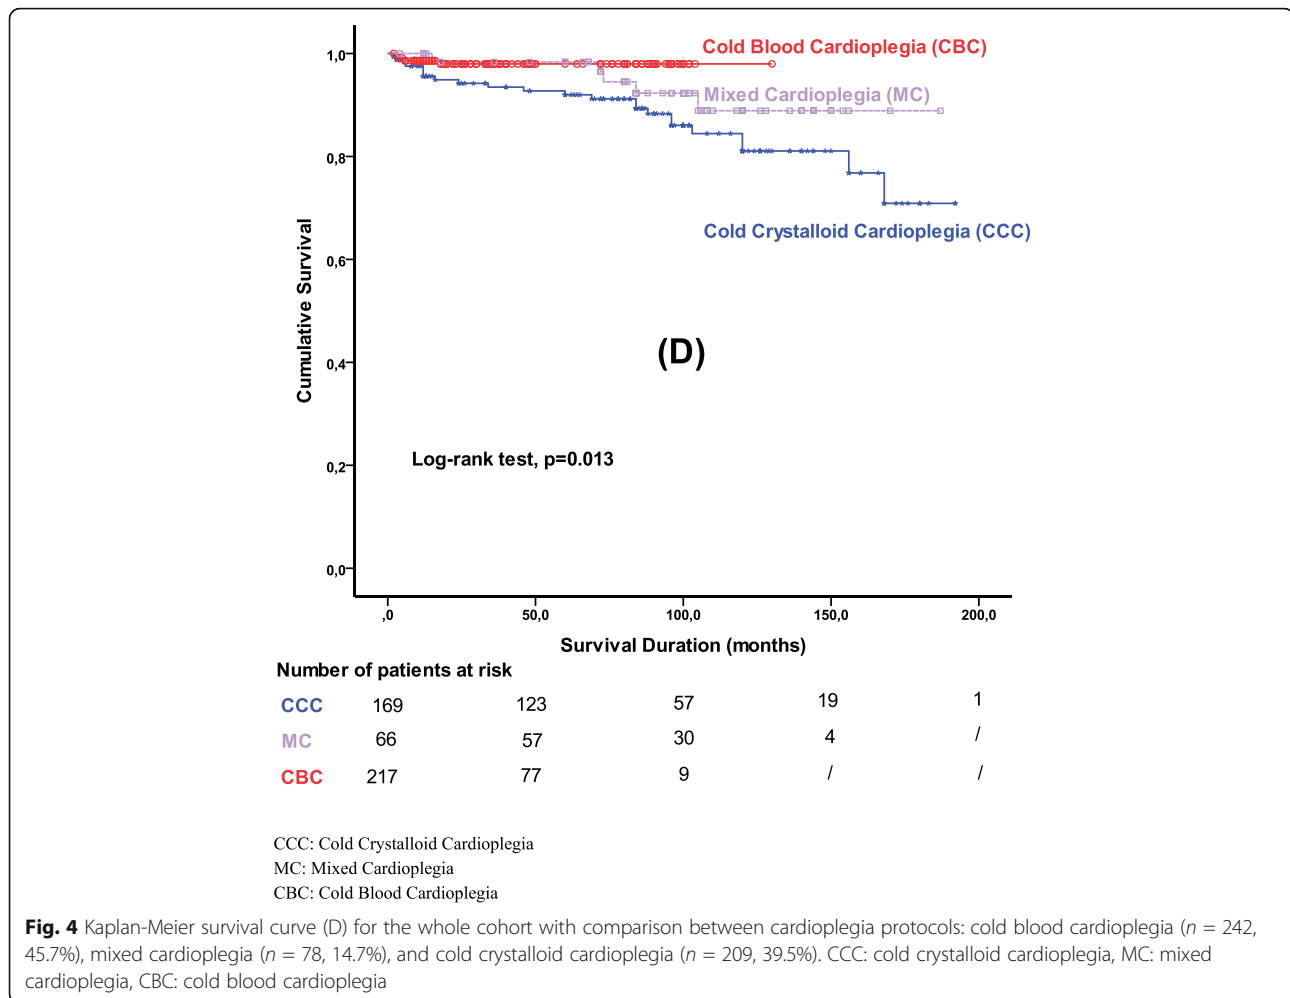 Cold Blood Cardioplegia (CBC)
Mixed Cardioplegia (MC)
Cold Crystalloid Cardioplegia (CCC)
1,0
0,8
0,6
0,4
0,2
0,0
Cumulative Survival
(D)
Log-rank test, p=0.013
,0 50,0 100,0 150,0 200,0
Survival Duration (months)
Number of patients at risk
CCC 169 123 57 19 1
MC 66 57 30 4 /
CBC 217 77 9 / /
CCC: Cold Crystalloid Cardioplegia
MC: Mixed Cardioplegia
CBC: Cold Blood Cardioplegia
Fig. 4 Kaplan-Meier survival curve (D) for the whole cohort with comparison between cardioplegia protocols: cold blood cardioplegia (n = 242,
45.7%), mixed cardioplegia (n = 78, 14.7%), and cold crystalloid cardioplegia (n = 209, 39.5%). CCC: cold crystalloid cardioplegia, MC: mixed
cardioplegia, CBC: cold blood cardioplegia